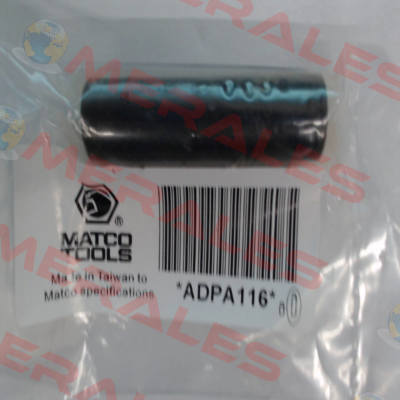 MERALES
MATCO
TOOLS
®
Made in Taiwan to
Matco specifications
*ADPA116*